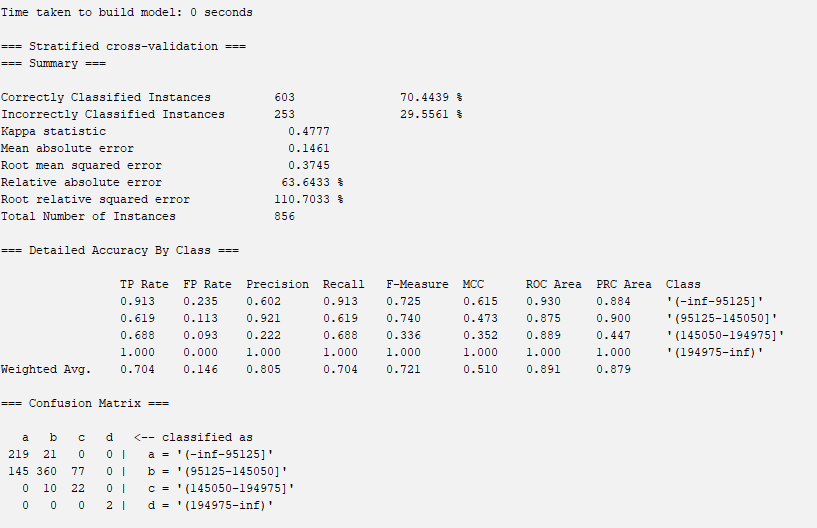 Time taken to build model: 0 seconds
=== Stratified cross-validation ===
=== Summary ===
Correctly Classified Instances 603 70.4439 %
Incorrectly Classified Instances 253 29.5561 %
Kappa statistic 0.4777
Mean absolute error 0.1461
Root mean squared error 0.3745
Relative absolute error 63.6433 %
Root relative squared error 110.7033 %
Total Number of Instances 856
=== Detailed Accuracy By Class ===
TP Rate FP Rate Precision Recall F-Measure MCC ROC Area PRC Area Class
0.913 0.235 0.602 0.913 0.725 0.615 0.930 0.884 '(-inf-95125]'
0.619 0.113 0.921 0.619 0.740 0.473 0.875 0.900 '(95125-145050]'
0.688 0.093 0.222 0.688 0.336 0.352 0.889 0.447 '(145050-194975]'
1.000 0.000 1.000 1.000 1.000 1.000 1.000 1.000 '(194975-inf)'
Weighted Avg. 0.704 0.146 0.805 0.704 0.721 0.510 0.891 0.879
=== Confusion Matrix ===
a b c d <-- classified as
219 21 0 0 | a = '(-inf-95125]'
145 360 77 0 | b = '(95125-145050]'
0 10 22 0 | c = '(145050-194975]'
0 0 0 2 | d = '(194975-inf)'